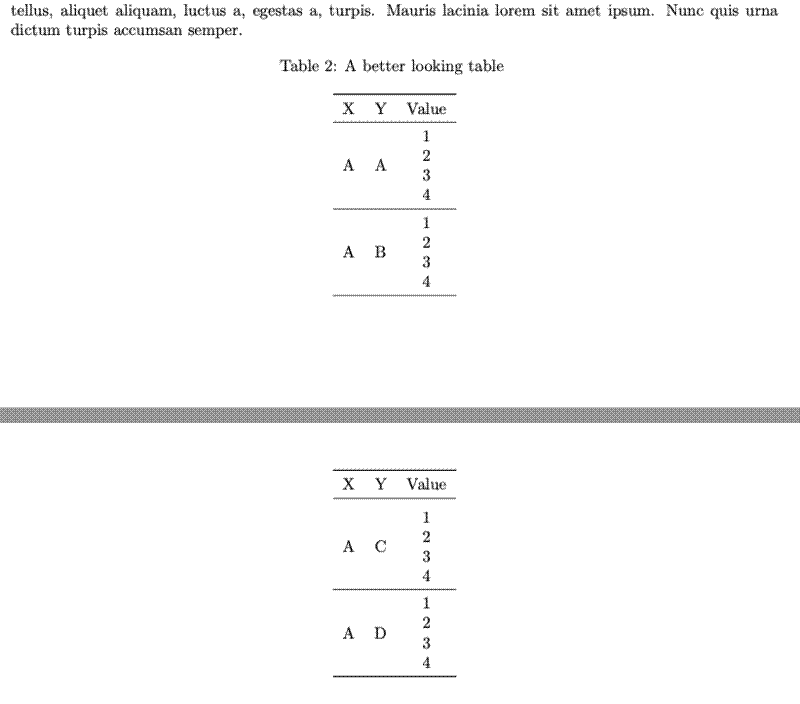 tellus, aliquet aliquam, luctus a, egestas a, turpis. Mauris lacinia lorem sit amet ipsum. Nunc quis urna
dictum turpis accumsan semper.
Table 2: A better looking table
X Y Value
1
2
A A
3
4
1
2
A B
3
4
X Y Value
1
2
A C
3
4
1
2
A D
3
4